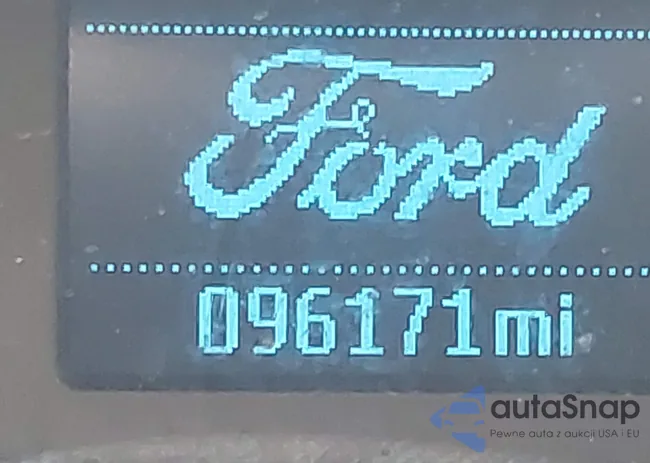 Ford
096171mi
autaSnap
Pewne auta z aukcji USA i EU